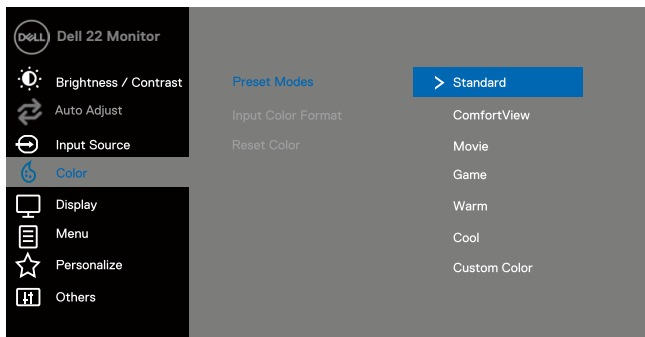 DELL Dell 22 Monitor
Brightness / Contrast
Auto Adjust
Input Source
Color
Display
Menu
Personalize
Others
Preset Modes
Input Color Format
Reset Color
Standard
ComfortView
Movie
Game
Warm
Cool
Custom Color